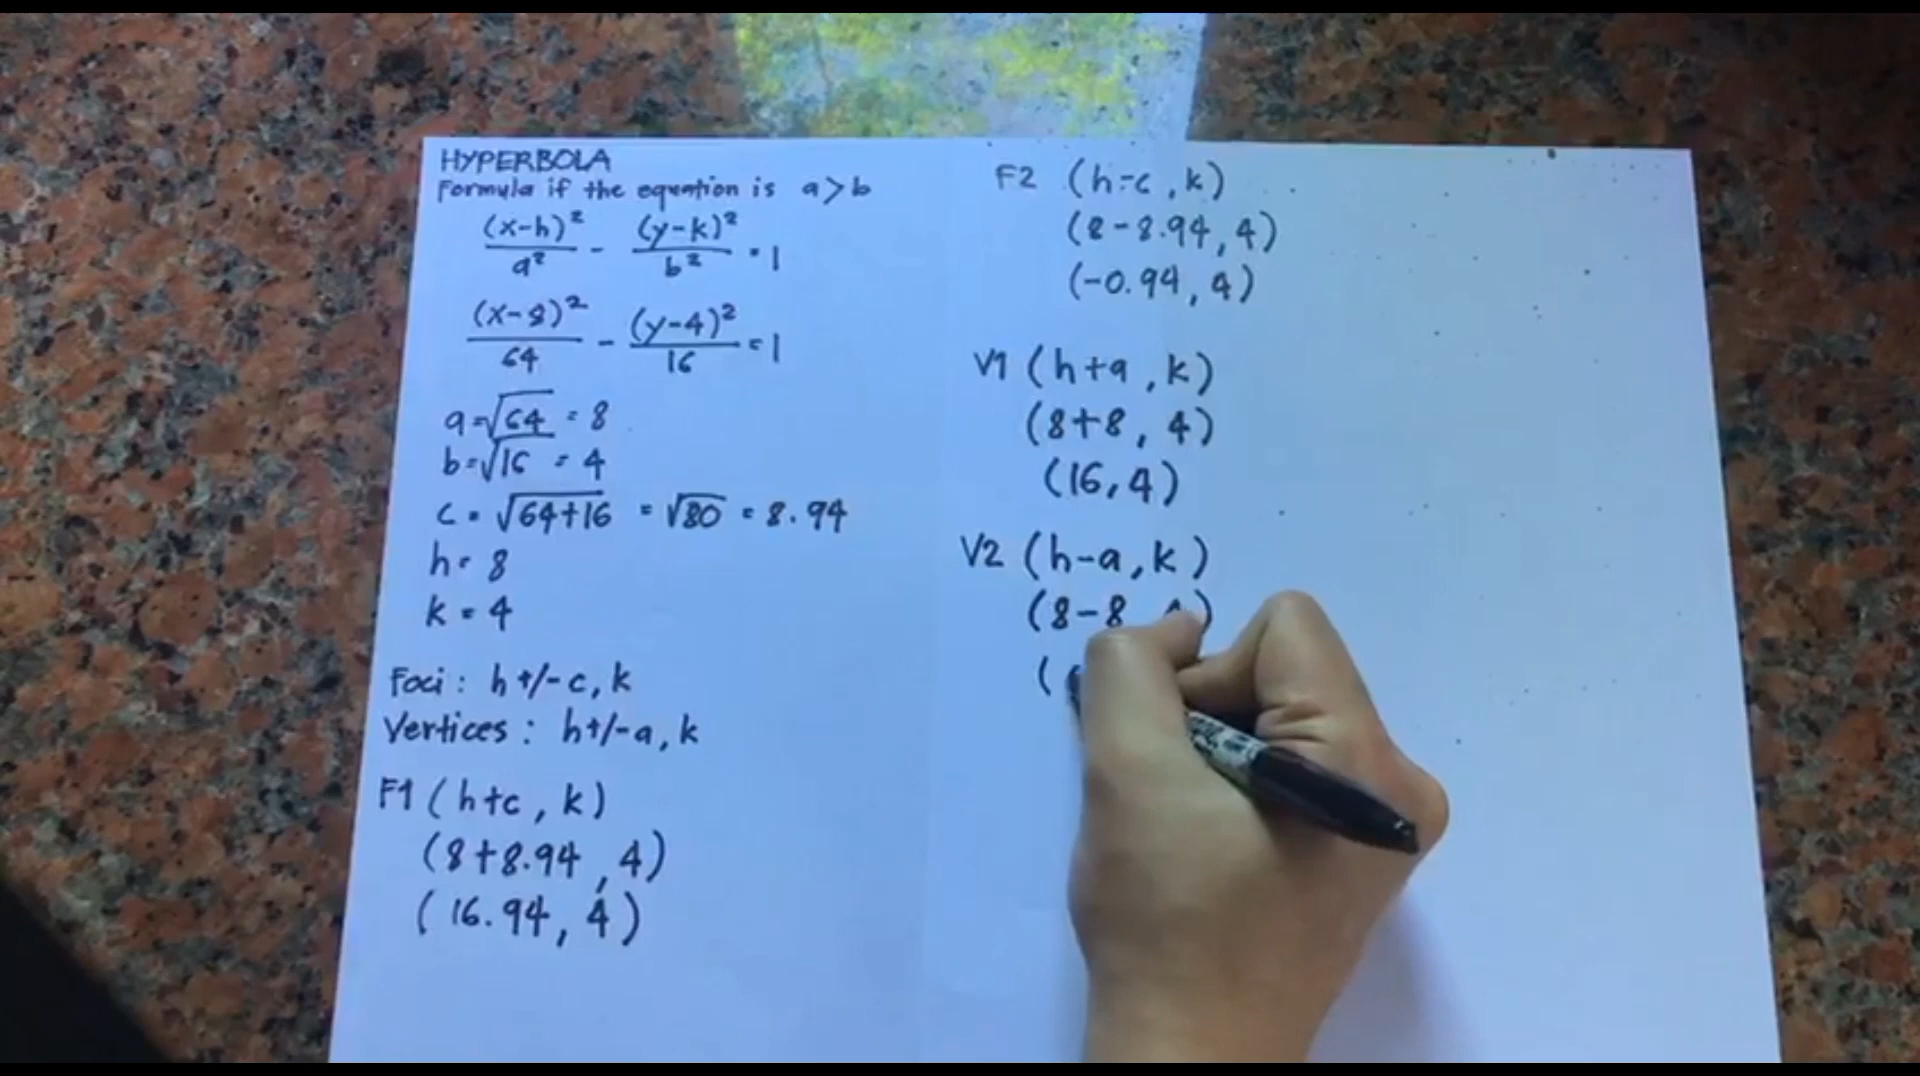 HYPERBOLA
Formula if the equation is a > b
(x-h)²/a² - (y-k)²/b² = 1
(x-8)²/64 - (y-4)²/16 = 1
a = √64 = 8
b = √16 = 4
c = √64+16 = √80 = 8.94
h = 8
k = 4
Foci : h +/- c, k
Vertices : h +/- a, k
F1 (h+c, k)
(8+8.94, 4)
(16.94, 4)
F2 (h-c, k)
(8-8.94, 4)
(-0.94, 4)
V1 (h+a, k)
(8+8, 4)
(16, 4)
V2 (h-a, k)
(8-8 )
(